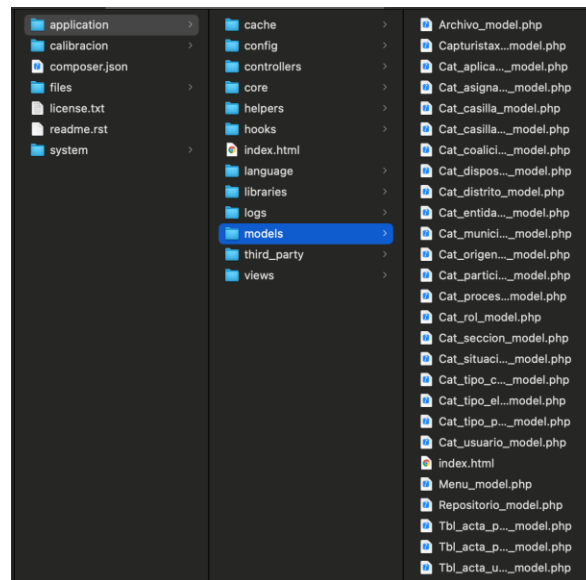 application
calibracion
composer.json
files
license.txt
readme.rst
system
cache
config
controllers
core
helpers
hooks
index.html
language
libraries
logs
models
third_party
views
Archivo_model.php
Capturistax...model.php
Cat_aplica..._model.php
Cat_asigna..._model.php
Cat_casilla_model.php
Cat_casilla..._model.php
Cat_coalici..._model.php
Cat_dispos..._model.php
Cat_distrito_model.php
Cat_entida..._model.php
Cat_munici..._model.php
Cat_origen..._model.php
Cat_partici..._model.php
Cat_proces...model.php
Cat_rol_model.php
Cat_seccion_model.php
Cat_situaci..._model.php
Cat_tipo_c..._model.php
Cat_tipo_el...model.php
Cat_tipo_p..._model.php
Cat_usuario_model.php
index.html
Menu_model.php
Repositorio_model.php
Tbl_acta_p..._model.php
Tbl_acta_p..._model.php
Tbl_acta_u..._model.php